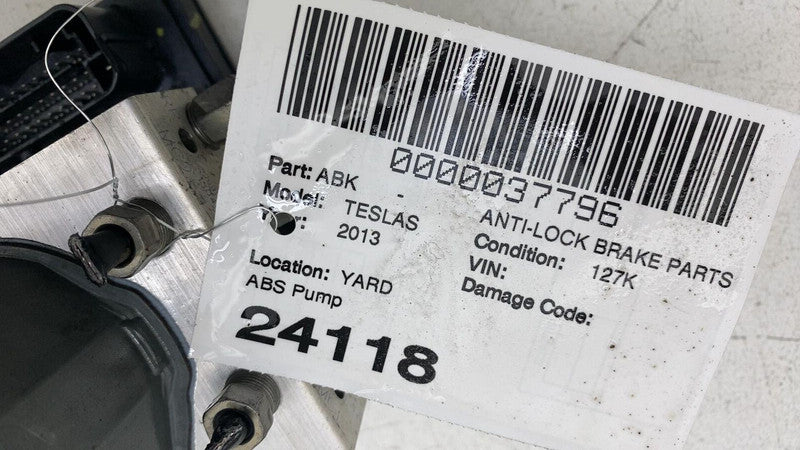 0000037796
Part: ABK - ANTI-LOCK BRAKE PARTS
Model: TESLAS Condition: 127K
2013 VIN:
Location: YARD Damage Code:
ABS Pump
24118